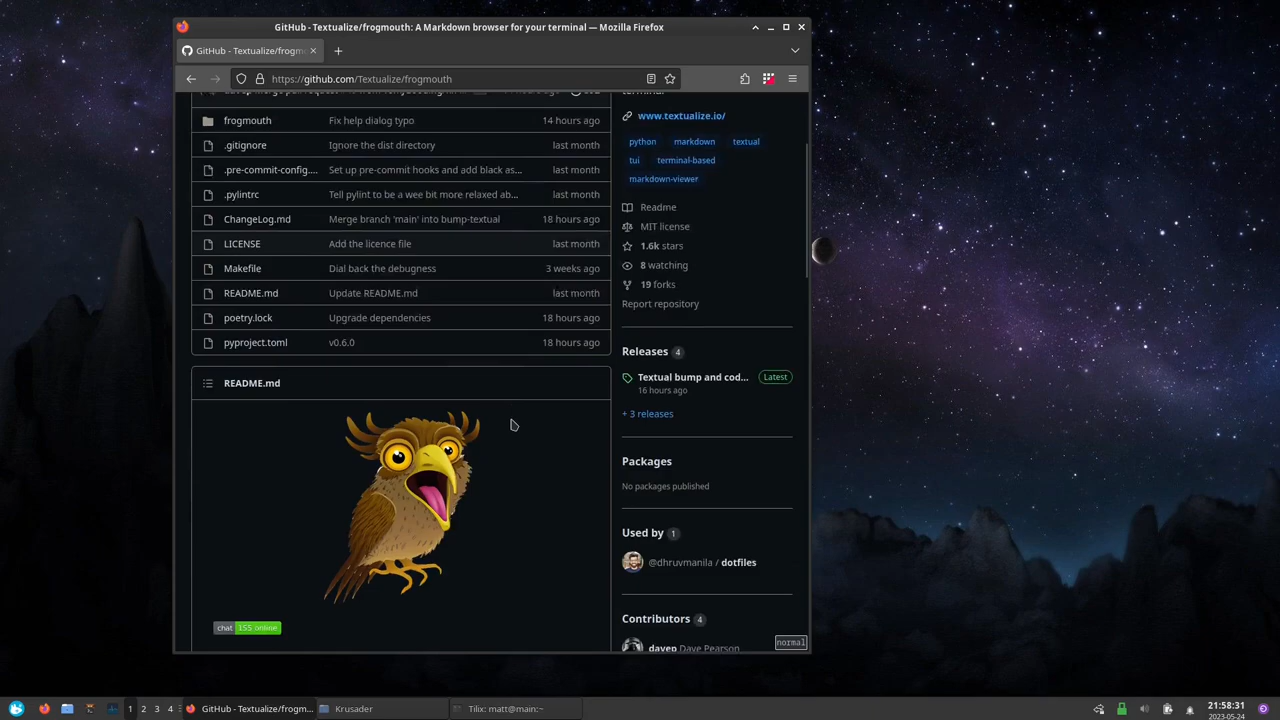 GitHub - Textualize/frogmouth: A Markdown browser for your terminal — Mozilla Firefox
GitHub - Textualize/frogm
https://github.com/Textualize/frogmouth
terminal.
www.textualize.io/
python markdown textual
tui terminal-based
markdown-viewer
Readme
MIT license
1.6k stars
8 watching
19 forks
Report repository
frogmouth Fix help dialog typo 14 hours ago
.gitignore Ignore the dist directory last month
.pre-commit-config.... Set up pre-commit hooks and add black as... last month
.pylintrc Tell pylint to be a wee bit more relaxed ab... last month
ChangeLog.md Merge branch 'main' into bump-textual 18 hours ago
LICENSE Add the licence file last month
Makefile Dial back the debugness 3 weeks ago
README.md Update README.md last month
poetry.lock Upgrade dependencies 18 hours ago
pyproject.toml v0.6.0 18 hours ago
README.md
chat 155 online
Releases 4
Textual bump and cod... Latest
16 hours ago
+ 3 releases
Packages
No packages published
Used by 1
@dhruvmanila / dotfiles
Contributors 4
davep Dave Pearson
normal
1 2 3 4 GitHub - Textualize/frogm... Krusader Tilix: matt@main:~
21:58:31
2023-05-24